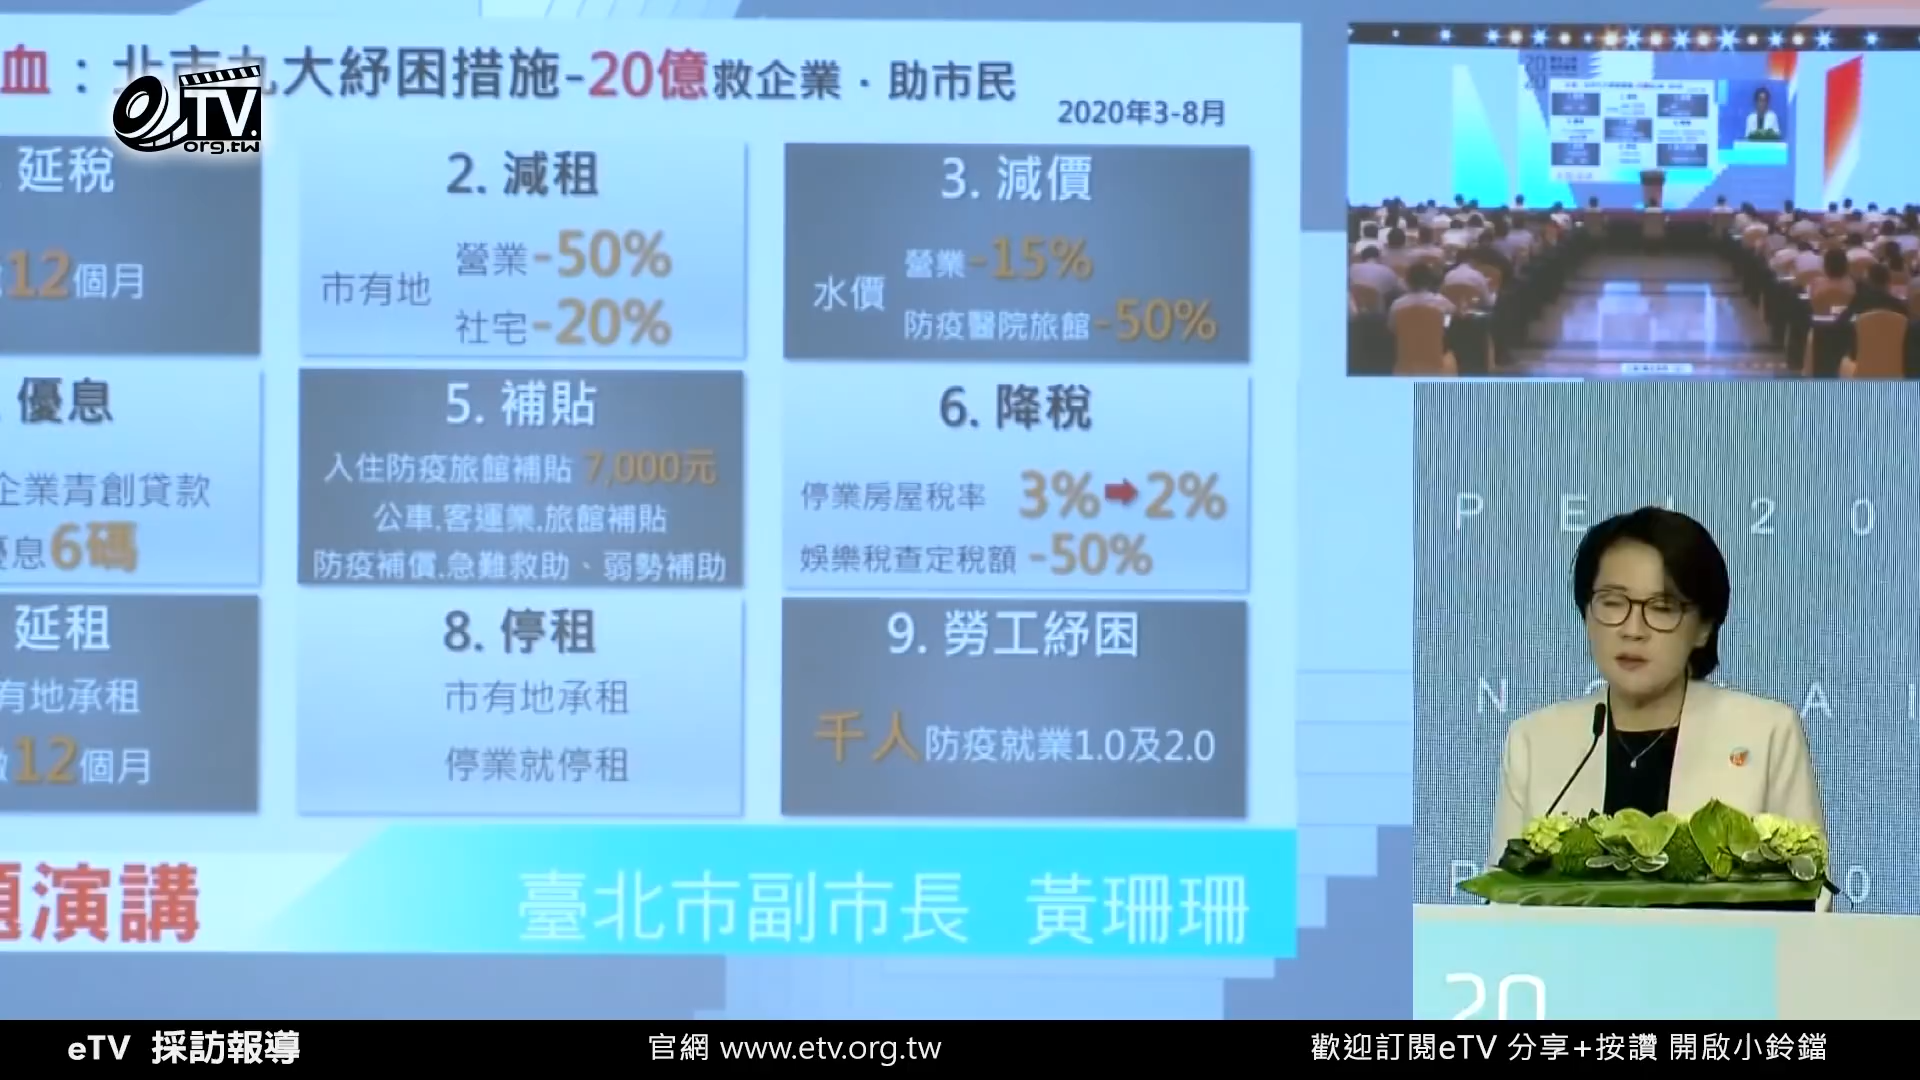 血：北市九大紓困措施-20億救企業．助市民
2020年3-8月
eTV.
org.tw
延稅
12個月
2. 減租
市有地
營業-50%
社宅-20%
3. 減價
水價
營業-15%
防疫醫院旅館-50%
優息
企業青創貸款
優息6碼
5. 補貼
入住防疫旅館補貼 7,000元
公車.客運業.旅館補貼
防疫補償.急難救助、弱勢補助
6. 降稅
停業房屋稅率 3%➡2%
娛樂稅查定稅額 -50%
延租
有地承租
繳12個月
8. 停租
市有地承租
停業就停租
9. 勞工紓困
千人防疫就業1.0及2.0
題演講
臺北市副市長 黃珊珊
20
eTV 採訪報導
官網 www.etv.org.tw
歡迎訂閱eTV 分享+按讚 開啟小鈴鐺